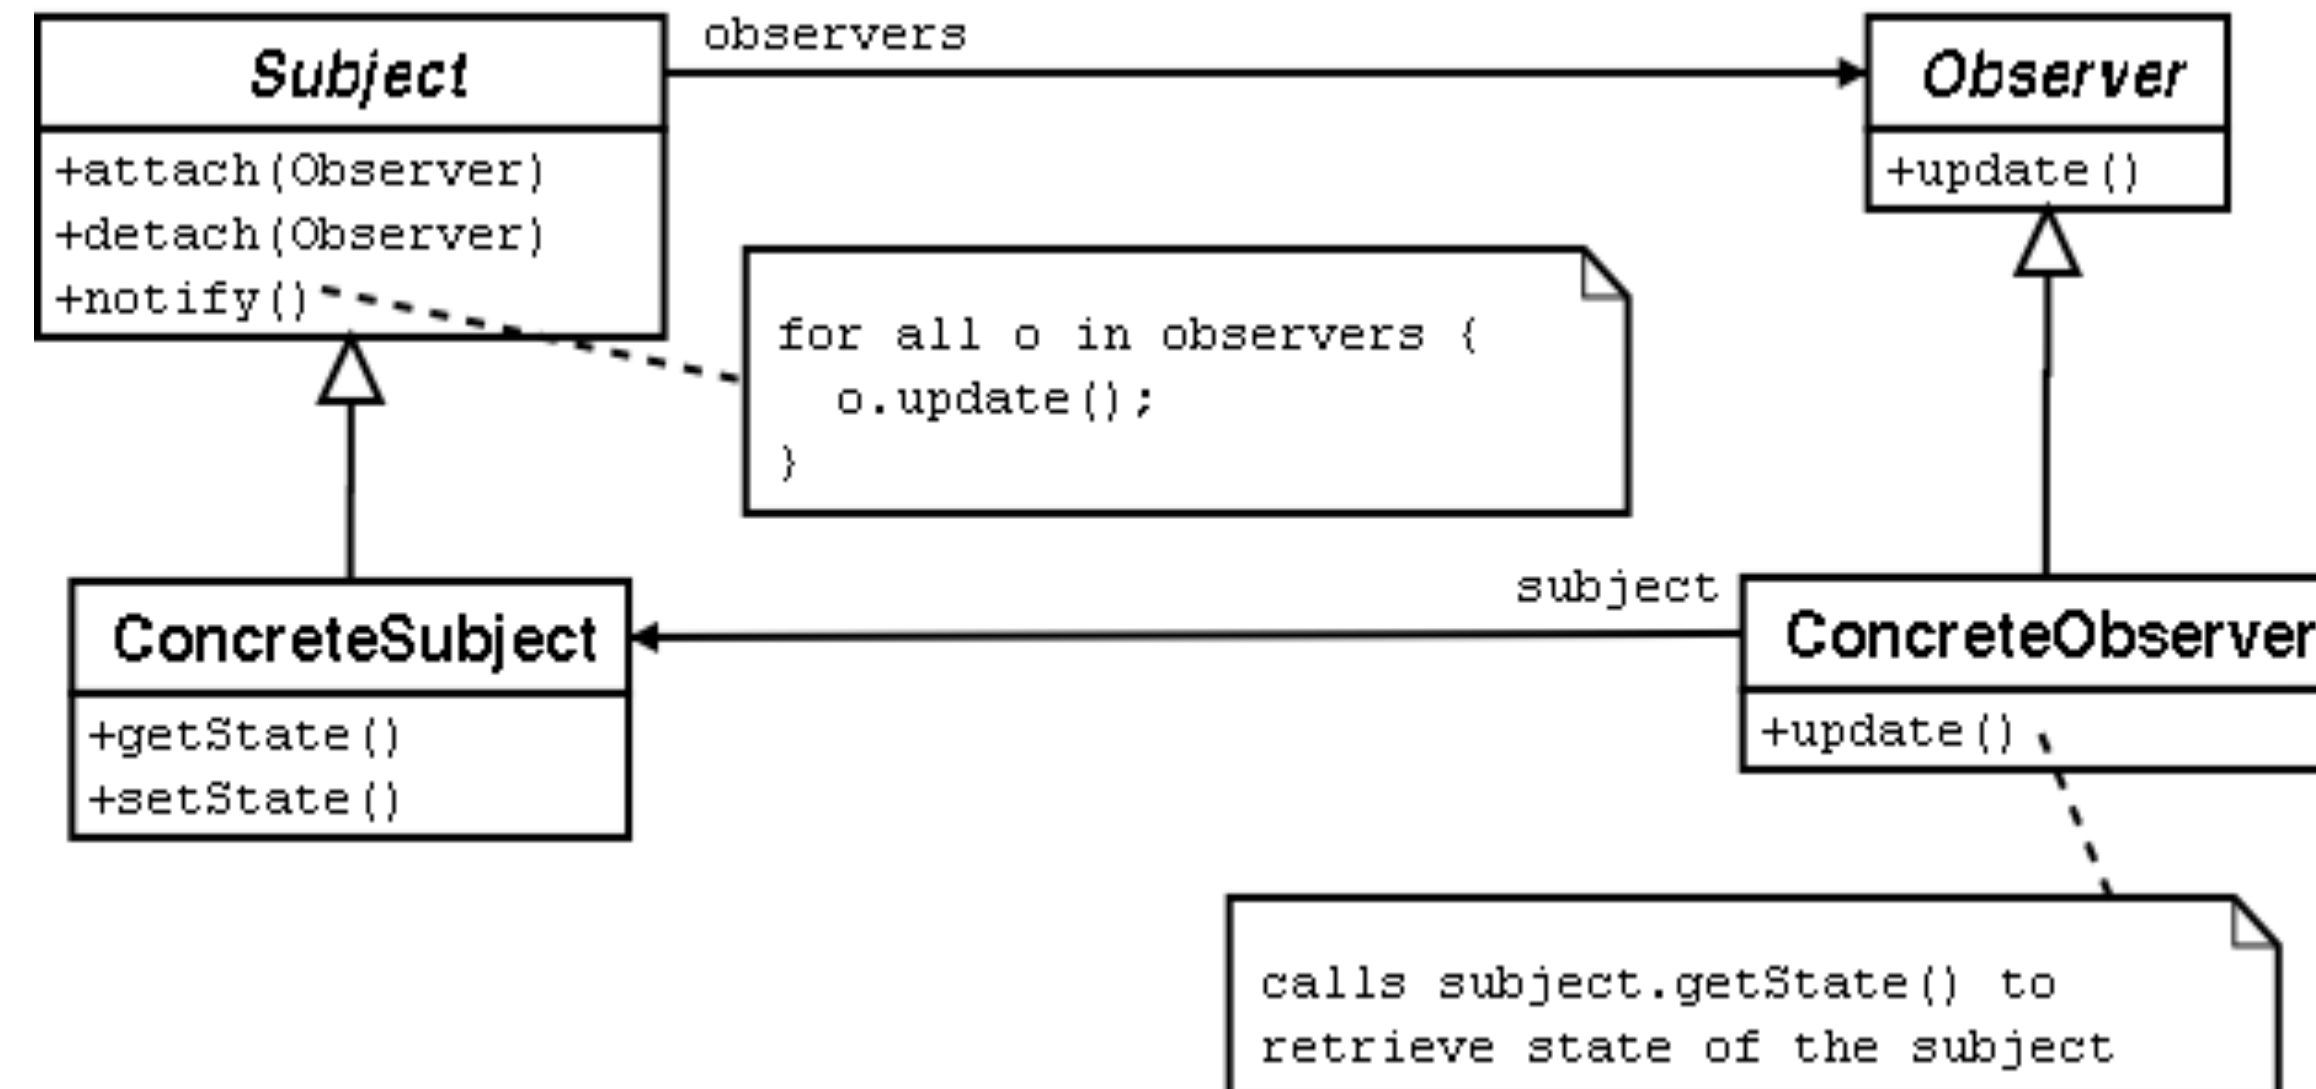 Subject
+attach(Observer)
+detach(Observer)
+notify()
observers
Observer
+update()
for all o in observers {
o.update();
}
ConcreteSubject
+getState()
+setState()
subject
ConcreteObserver
+update()
calls subject.getState() to
retrieve state of the subject